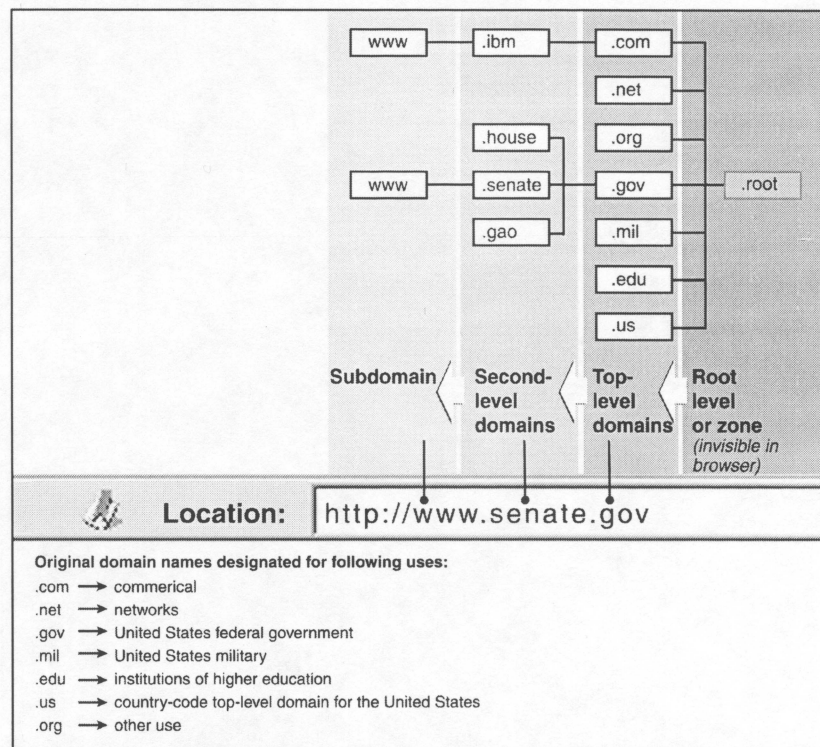 www .ibm .com
.net
.house .org
www .senate .gov .root
.gao .mil
.edu
.us
Subdomain
Second-
level
domains
Top-
level
domains
Root
level
or zone
(invisible in
browser)
Location: http://www.senate.gov
Original domain names designated for following uses:
.com → commerical
.net → networks
.gov → United States federal government
.mil → United States military
.edu → institutions of higher education
.us → country-code top-level domain for the United States
.org → other use